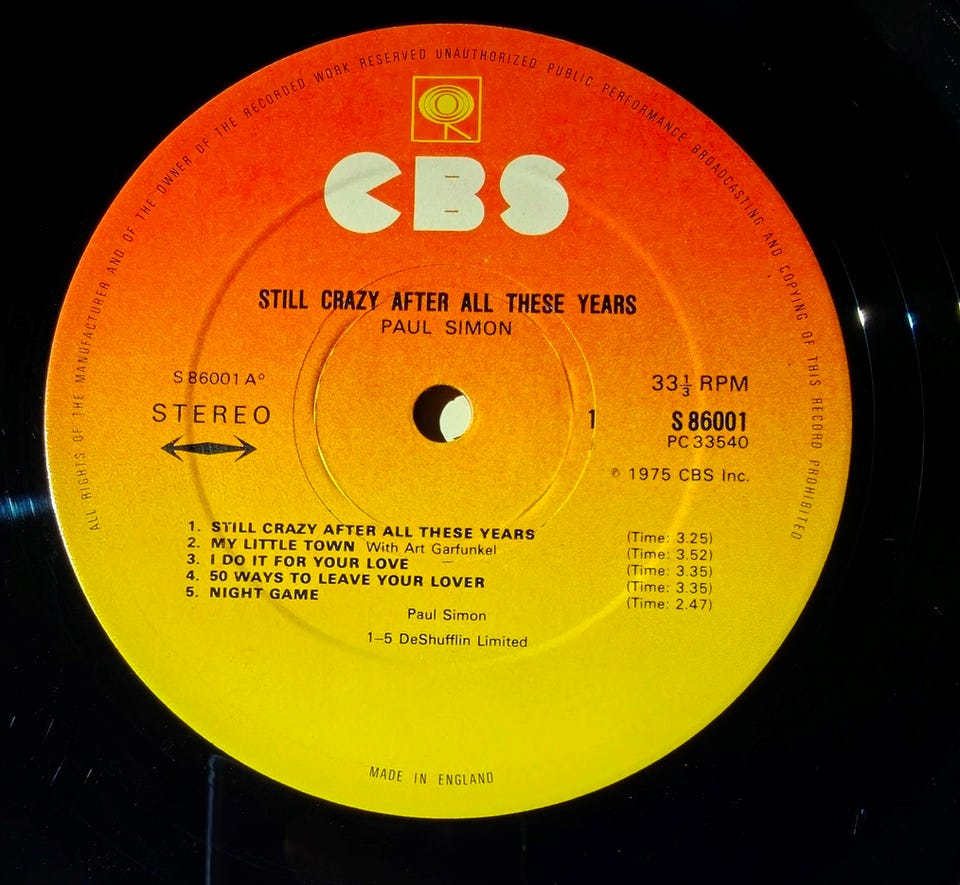 ALL RIGHTS OF THE MANUFACTURER AND OF THE OWNER OF THE RECORDED WORK RESERVED UNAUTHORIZED PUBLIC PERFORMANCE BROADCASTING AND COPYING OF THIS RECORD PROHIBITED
CBS
STILL CRAZY AFTER ALL THESE YEARS
PAUL SIMON
S 86001 A°
STEREO
33⅓ RPM
1
S 86001
PC 33540
℗ 1975 CBS Inc.
1. STILL CRAZY AFTER ALL THESE YEARS (Time: 3.25)
2. MY LITTLE TOWN With Art Garfunkel (Time: 3.52)
3. I DO IT FOR YOUR LOVE (Time: 3.35)
4. 50 WAYS TO LEAVE YOUR LOVER (Time: 3.35)
5. NIGHT GAME (Time: 2.47)
Paul Simon
1–5 DeShufflin Limited
MADE IN ENGLAND